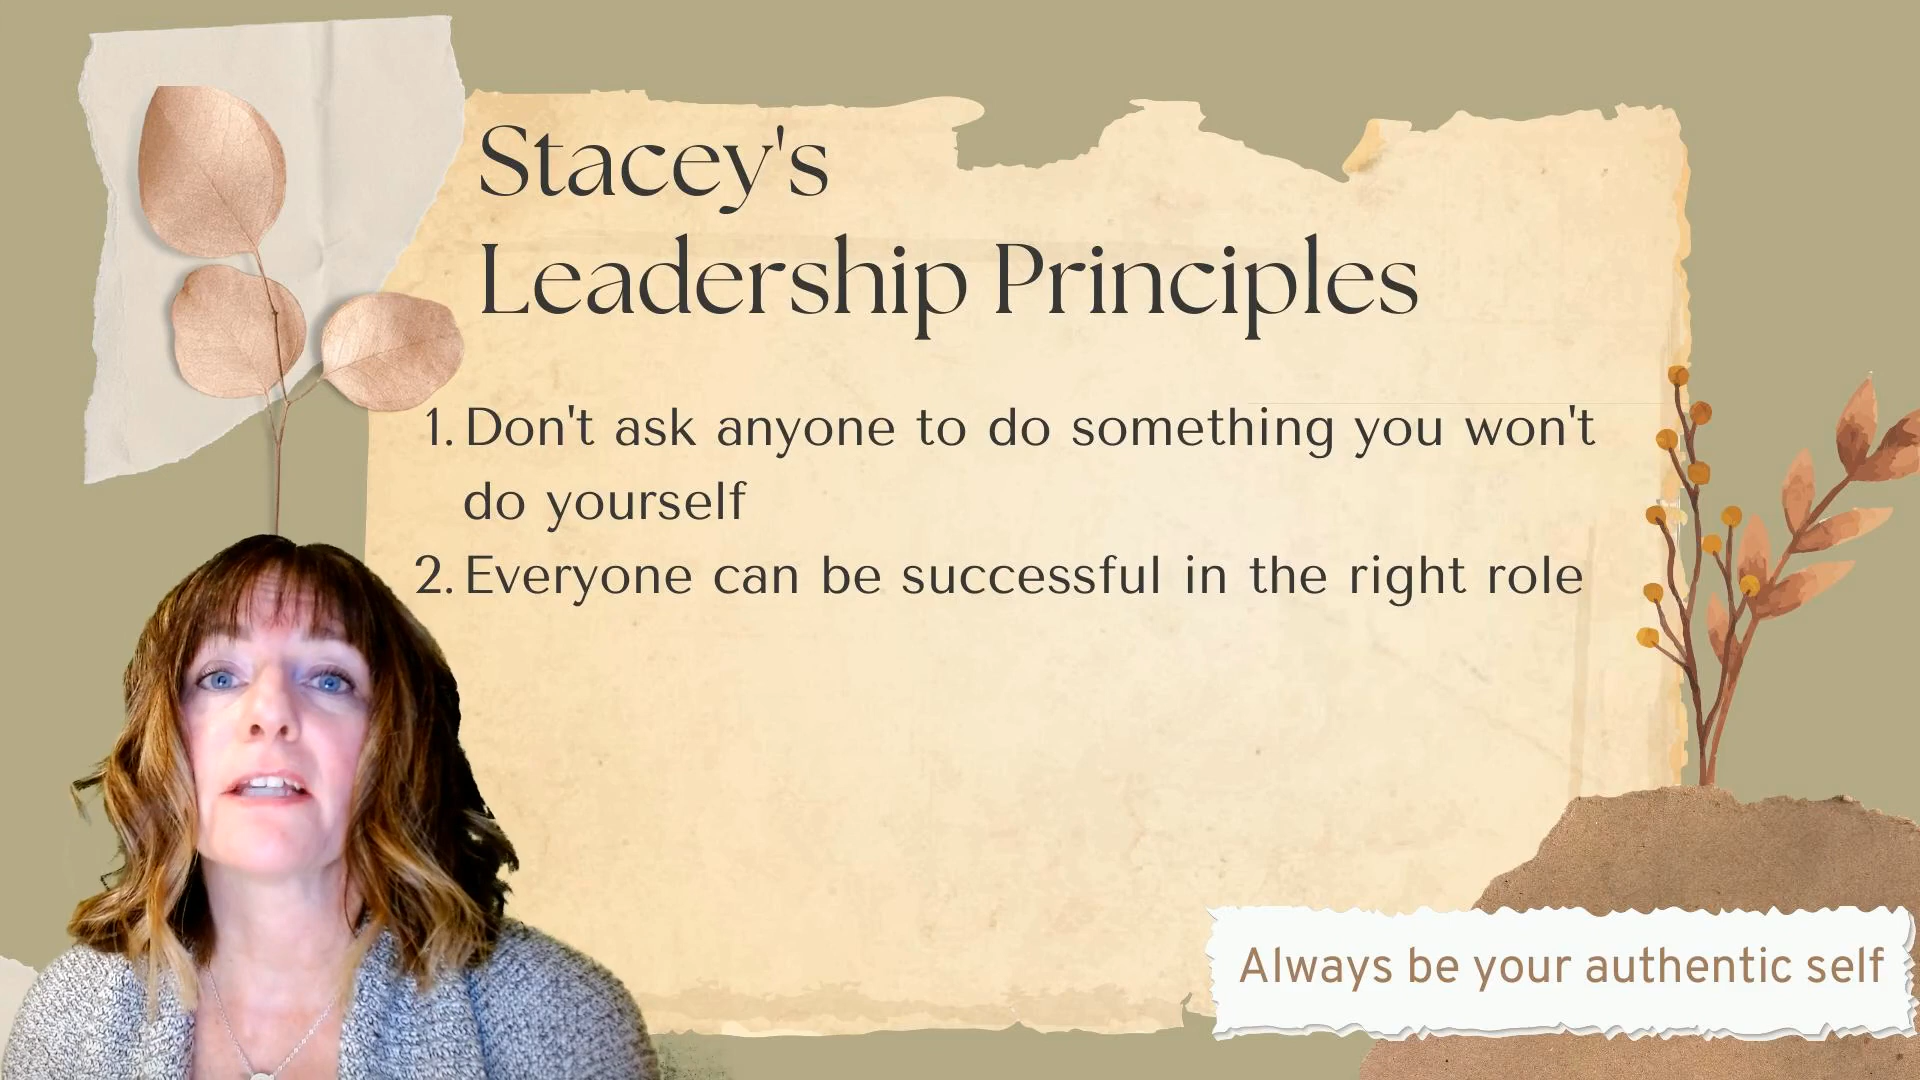 Stacey's
Leadership Principles
1. Don't ask anyone to do something you won't
do yourself
2. Everyone can be successful in the right role
Always be your authentic self